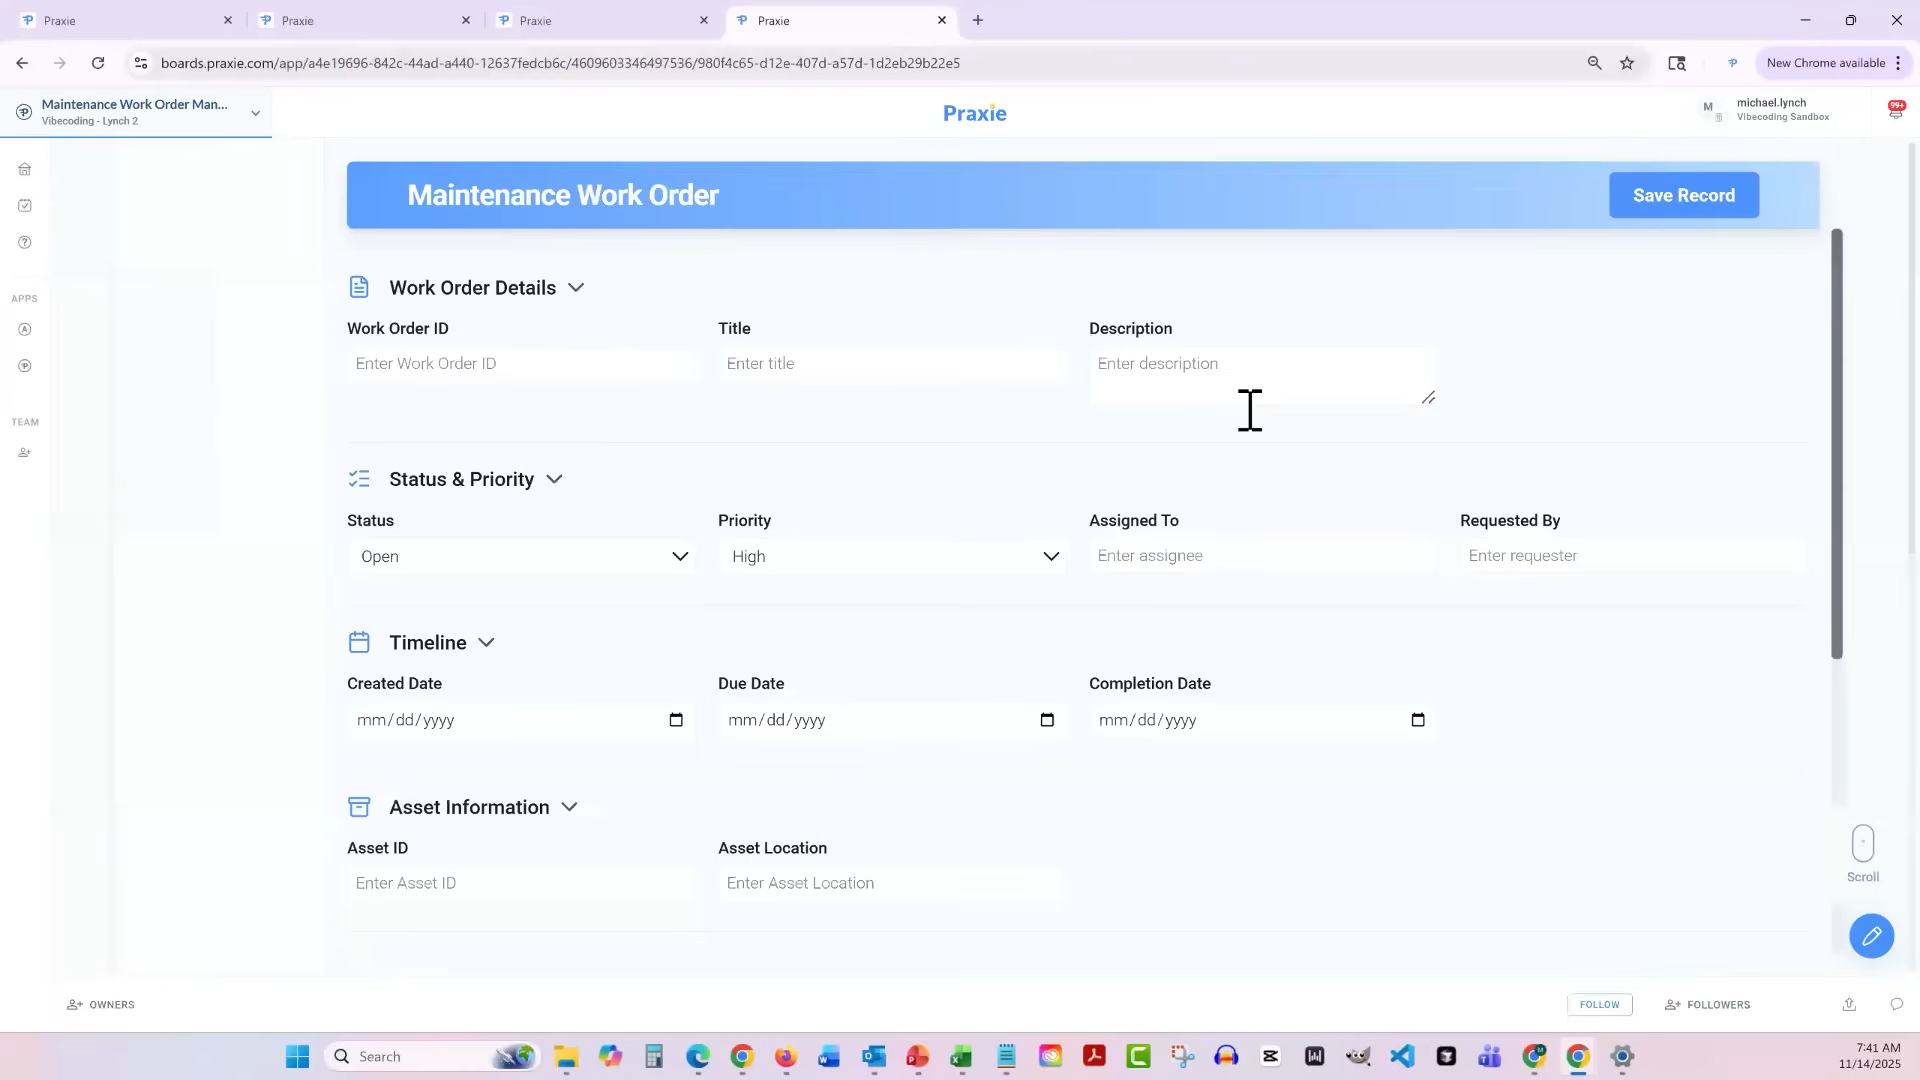 Praxie
Praxie
Praxie
Praxie
boards.praxie.com/app/a4e19696-842c-44ad-a440-12637fedcb6c/4609603346497536/980f4c65-d12e-407d-a57d-1d2eb29b22e5
New Chrome available
Maintenance Work Order Man...
Vibecoding - Lynch 2
Praxie
M
michael.lynch
Vibecoding Sandbox
99+
Maintenance Work Order
Save Record
Work Order Details
Work Order ID
Title
Description
Enter Work Order ID
Enter title
Enter description
Status & Priority
Status
Priority
Assigned To
Requested By
Open
High
Enter assignee
Enter requester
Timeline
Created Date
Due Date
Completion Date
mm/dd/yyyy
mm/dd/yyyy
mm/dd/yyyy
Asset Information
Asset ID
Asset Location
Enter Asset ID
Enter Asset Location
APPS
TEAM
Scroll
OWNERS
FOLLOW
FOLLOWERS
Search
7:41 AM
11/14/2025